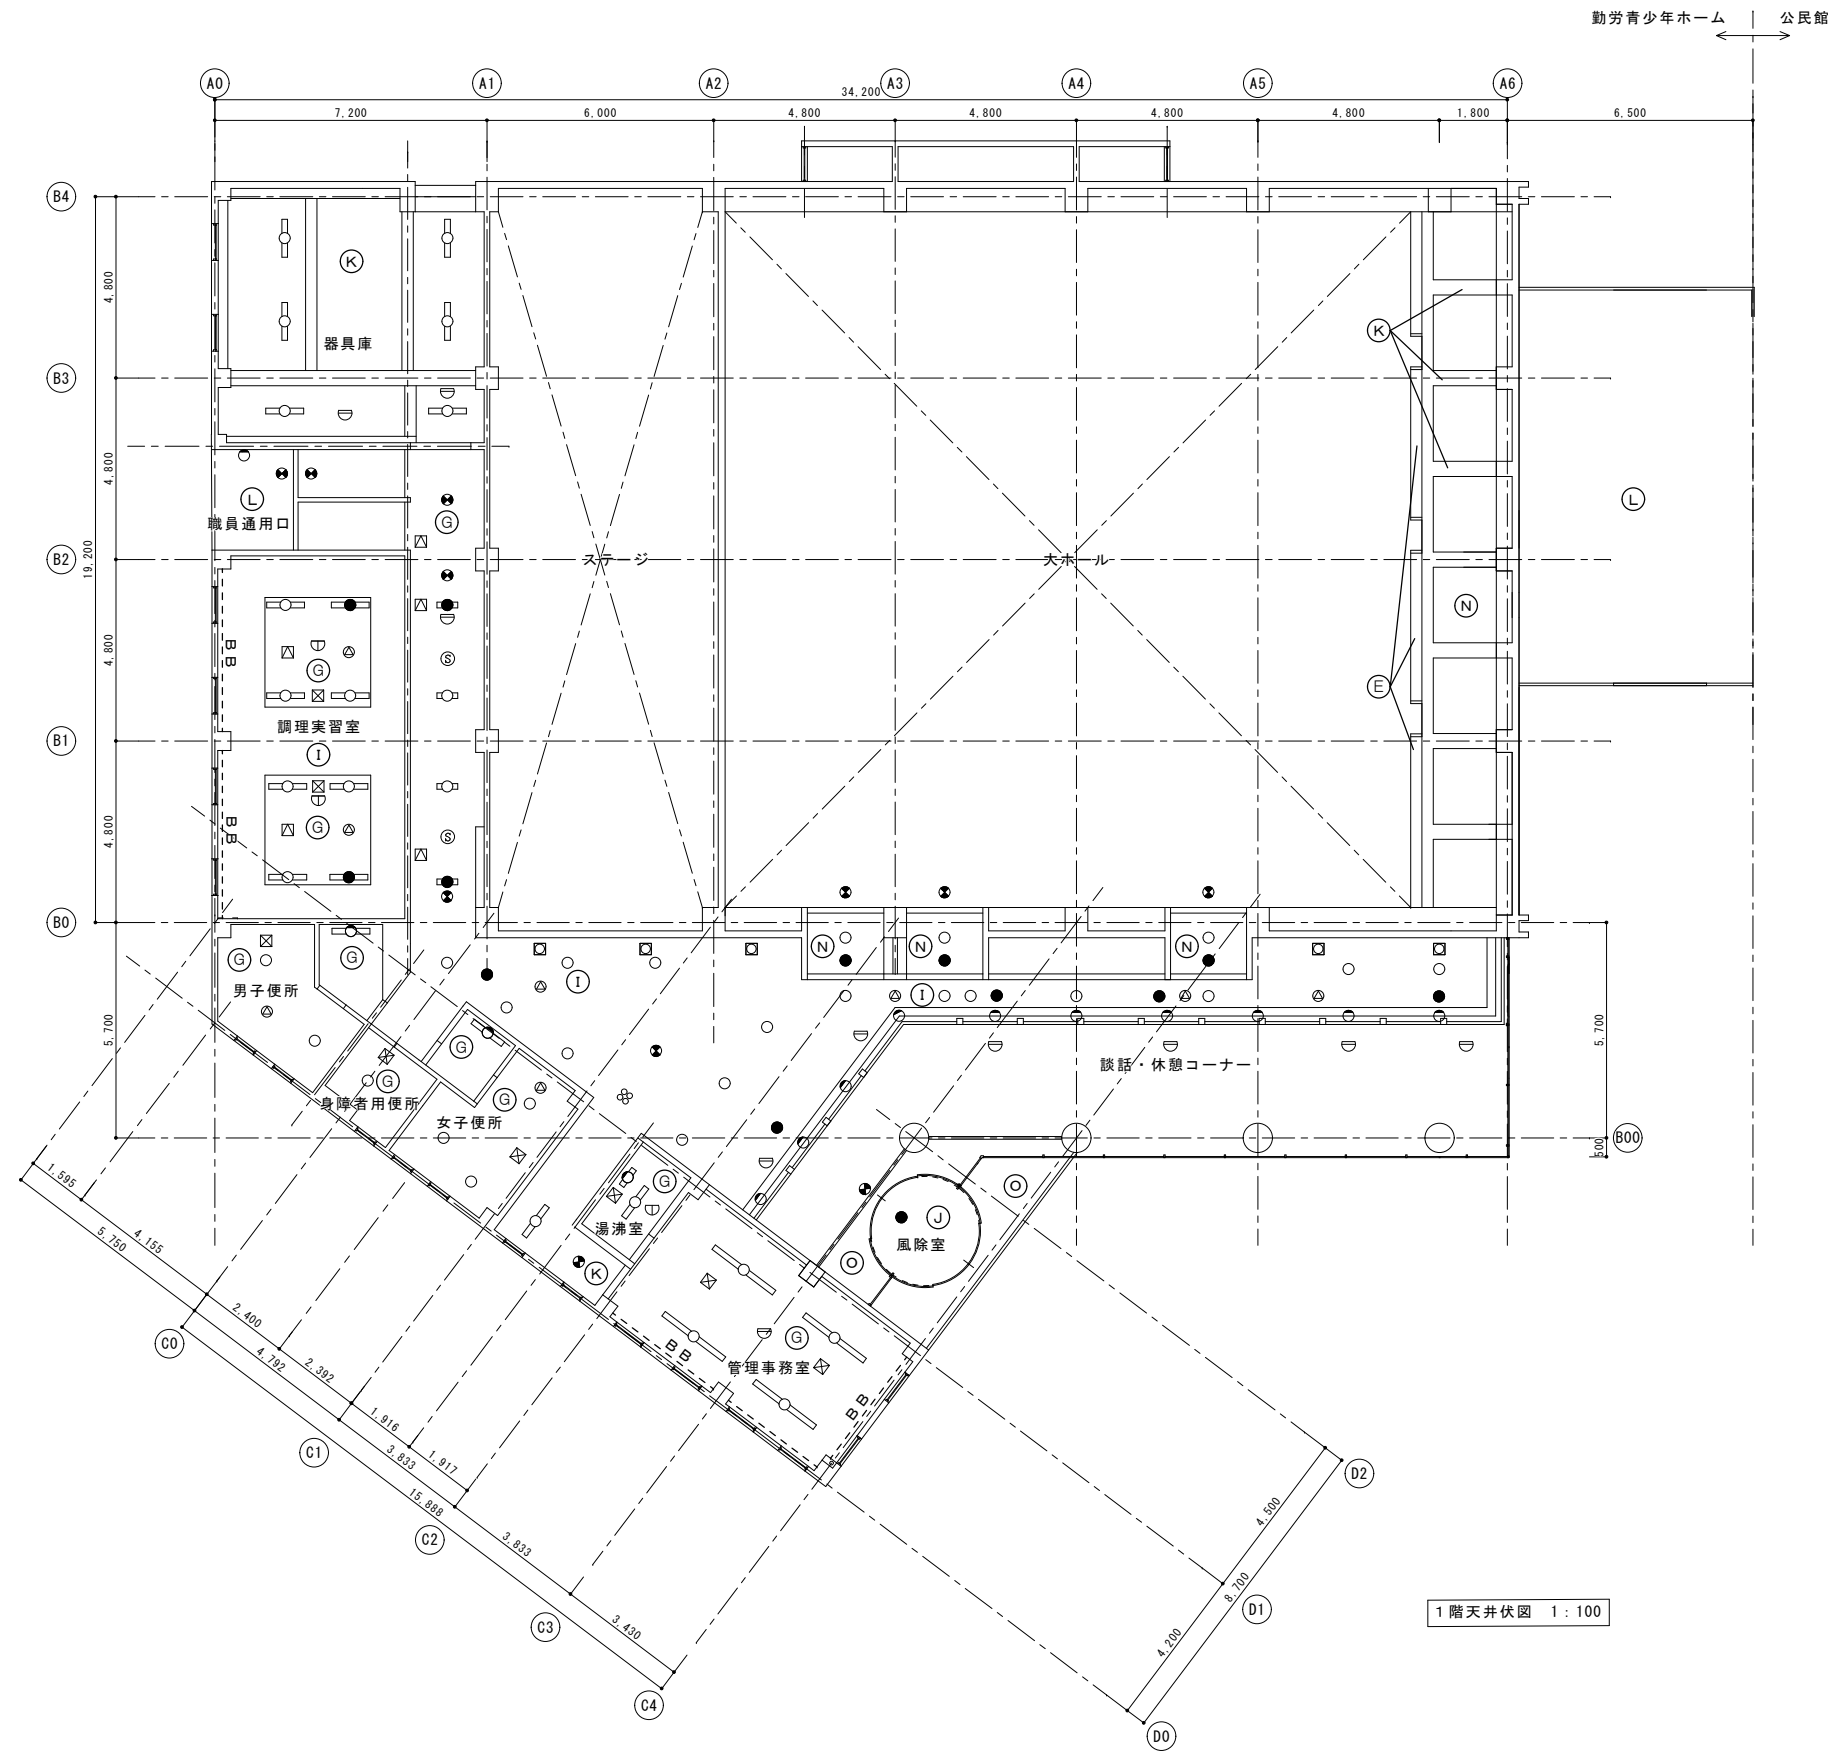 勤労青少年ホーム 公民館
A0 A1 A2 A3 A4 A5 A6
34,200
7,200 6,000 4,800 4,800 4,800 4,800 1,800 6,500
B4
K
4,800
K
器具庫
B3
4,800
L G L
職員通用口
B2 ステージ 大ホール
19,200
N
BB G S
4,800
E
調理実習室
B1
I
4,800
BB G S
B0
G G I N N N
男子便所 I
5,700 5,700
G G G 談話・休憩コーナー
身障者用便所 女子便所
B00
500
1,595 G O
4,155 湯沸室 J
5,750 風除室
K O
2,400 G
C0 4,792 BB 管理事務室
2,392 BB
1,916
C1 3,833 1,917 D2
15,888 4,500
C2 3,833
8,700
D1
C3 3,430 4,200
C4 D0
1階天井伏図 1:100